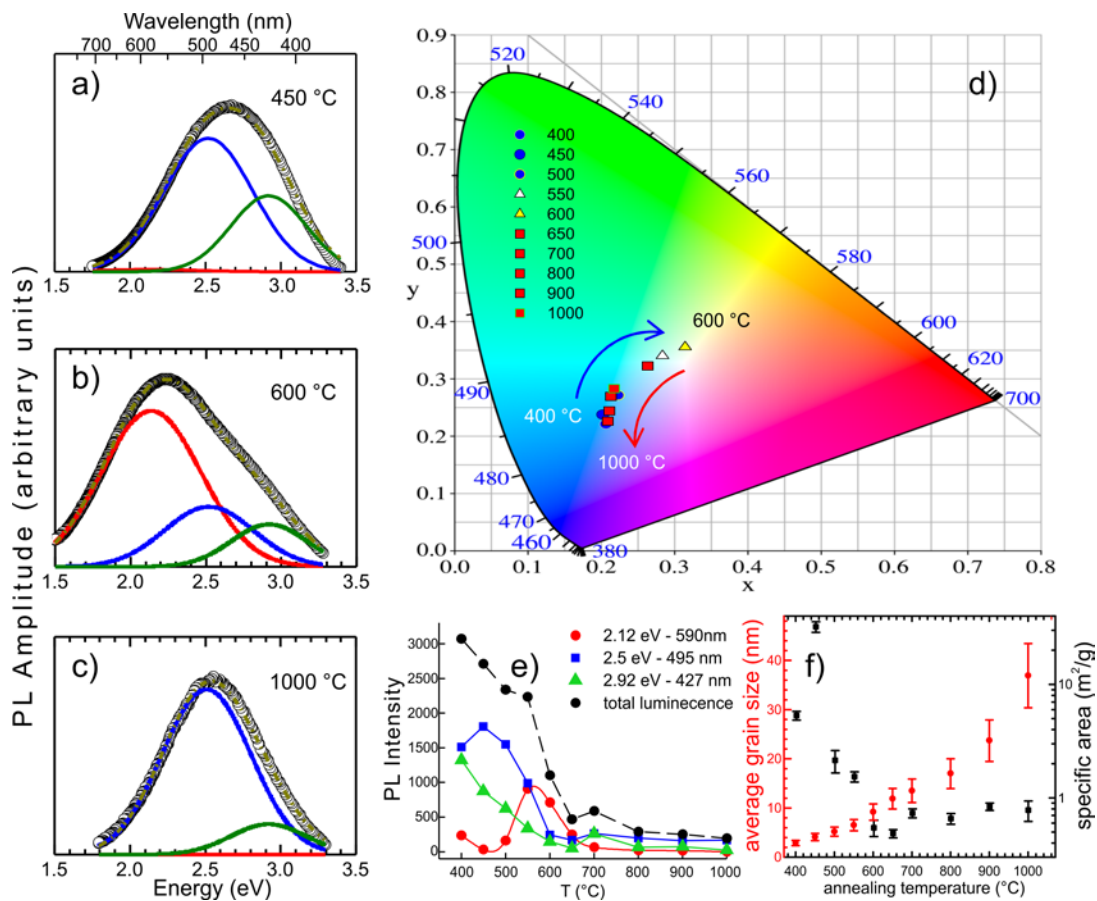 Wavelength (nm)
700 600 500 450 400
a)
450 °C
1.5 2.0 2.5 3.0 3.5
b)
600 °C
1.5 2.0 2.5 3.0 3.5
c)
1000 °C
1.5 2.0 2.5 3.0 3.5
Energy (eV)
PL Amplitude (arbitrary units)
d)
0.9
0.8
0.7
0.6
0.5
y
0.4
0.3
0.2
0.1
0.0
0.0 0.1 0.2 0.3 0.4 0.5 0.6 0.7 0.8
x
520
540
560
580
600
620
700
500
490
480
470
460
380
400
450
500
550
600
650
700
800
900
1000
600 °C
400 °C
1000 °C
e)
2.12 eV - 590nm
2.5 eV - 495 nm
2.92 eV - 427 nm
total luminecence
PL Intensity
3000
2500
2000
1500
1000
500
0
400 500 600 700 800 900 1000
T (°C)
f)
average grain size (nm)
40
30
20
10
0
400 500 600 700 800 900 1000
annealing temperature (°C)
10
1
specific area (m²/g)